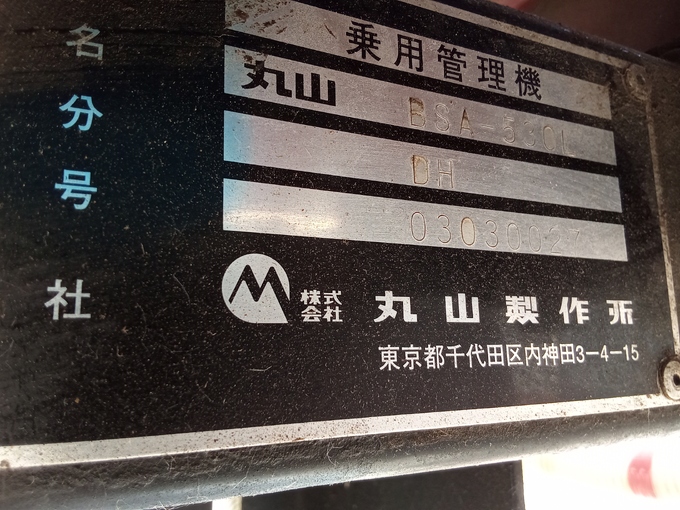 乗用管理機
名 丸山 BSA-530L
分 DH
号 03030027
社 株式会社 丸山製作所
東京都千代田区内神田3-4-15